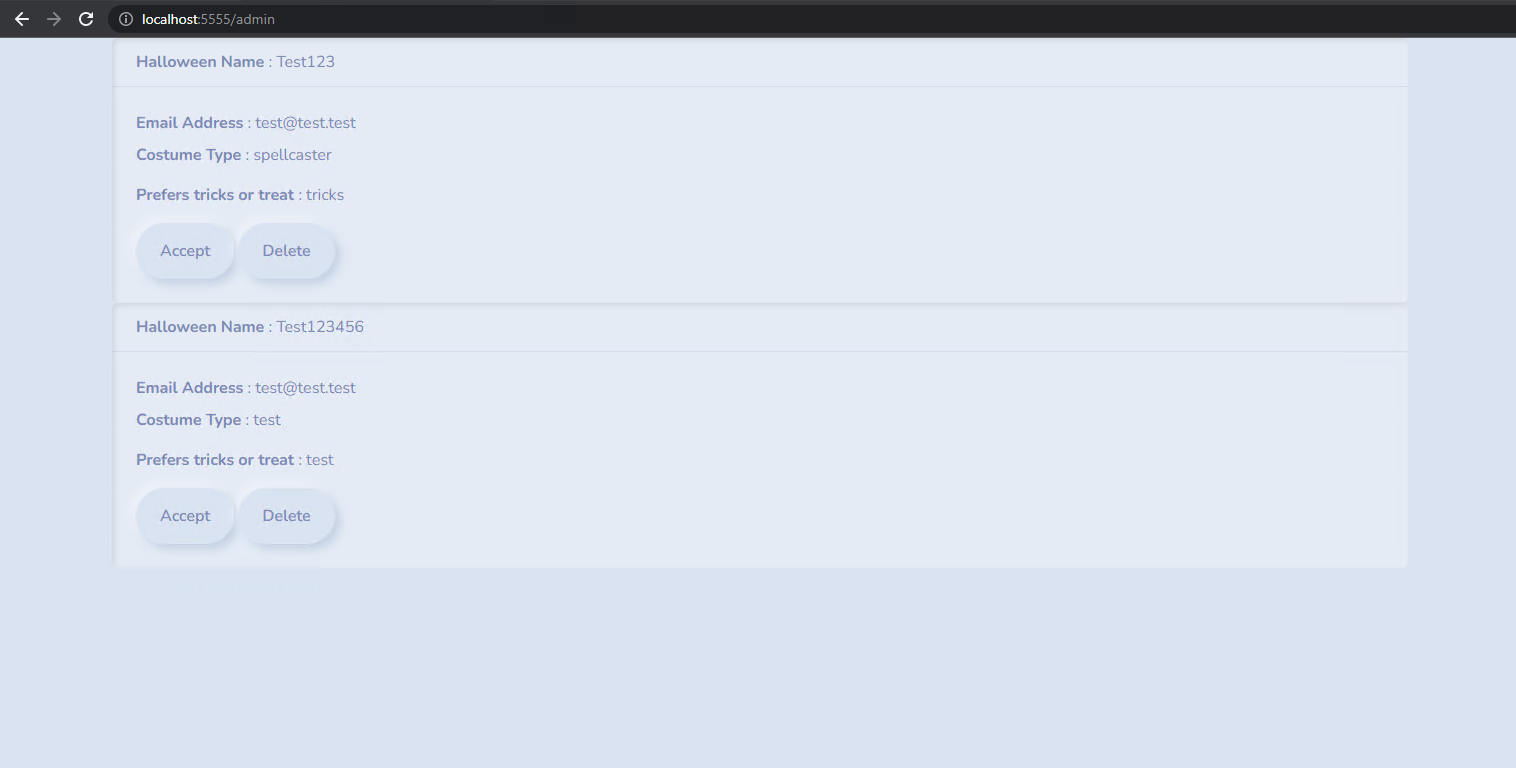 localhost:5555/admin
Halloween Name : Test123
Email Address : test@test.test
Costume Type : spellcaster
Prefers tricks or treat : tricks
Accept Delete
Halloween Name : Test123456
Email Address : test@test.test
Costume Type : test
Prefers tricks or treat : test
Accept Delete